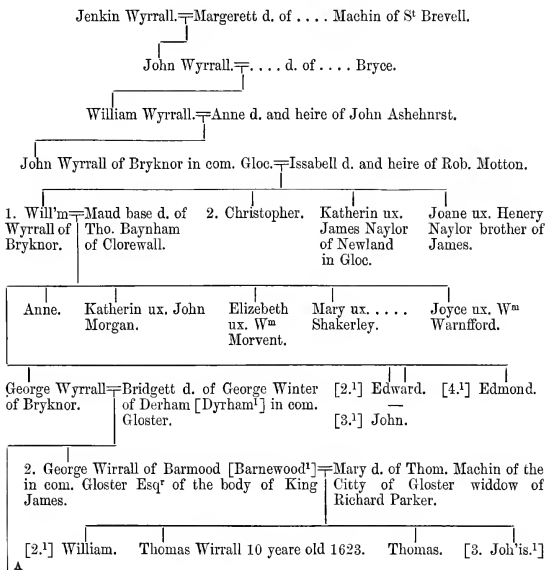 Jenkin Wyrrall.╤Margerett d. of .... Machin of Sᵗ Brevell.
John Wyrrall.╤.... d. of .... Bryce.
William Wyrrall.╤Anne d. and heire of John Ashehnrst.
John Wyrrall of Bryknor in com. Gloc.╤Issabell d. and heire of Rob. Motton.
1. Will'm╤Maud base d. of
Wyrrall of Tho. Baynham
Bryknor. of Clorewall.
2. Christopher.
Katherin ux.
James Naylor
of Newland
in Gloc.
Joane ux. Henery
Naylor brother of
James.
Anne.
Katherin ux. John
Morgan.
Elizebeth
ux. Wᵐ
Morvent.
Mary ux. .....
Shakerley.
Joyce ux. Wᵐ
Warnfford.
George Wyrrall╤Bridgett d. of George Winter
of Bryknor. of Derham [Dyrham¹] in com.
Gloster.
[2.¹] Edward.
—
[3.¹] John.
[4.¹] Edmond.
2. George Wirrall of Barmood [Barnewood¹]╤Mary d. of Thom. Machin of the
in com. Gloster Esqʳ of the body of King Citty of Gloster widdow of
James. Richard Parker.
[2.¹] William. Thomas Wirrall 10 yeare old 1623. Thomas. [3. Joh'is.¹]
A